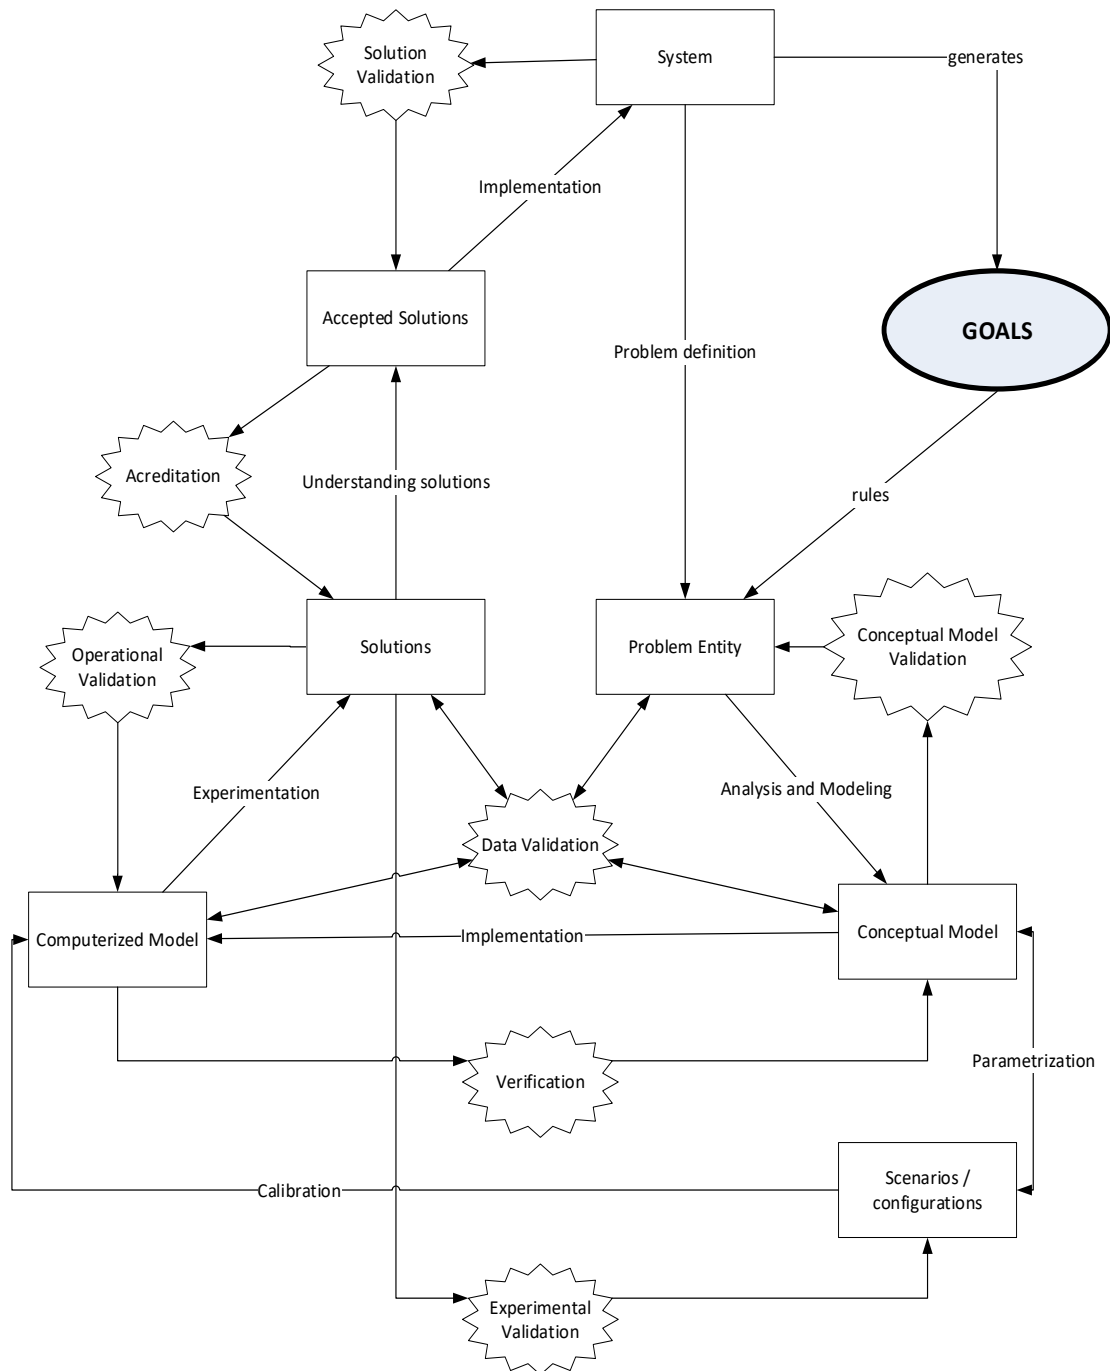 Solution
Validation
System
generates
Implementation
Accepted Solutions
GOALS
Problem definition
Acreditation
Understanding solutions
rules
Operational
Validation
Solutions
Problem Entity
Conceptual Model
Validation
Experimentation
Analysis and Modeling
Data Validation
Computerized Model
Implementation
Conceptual Model
Verification
Parametrization
Calibration
Scenarios /
configurations
Experimental
Validation